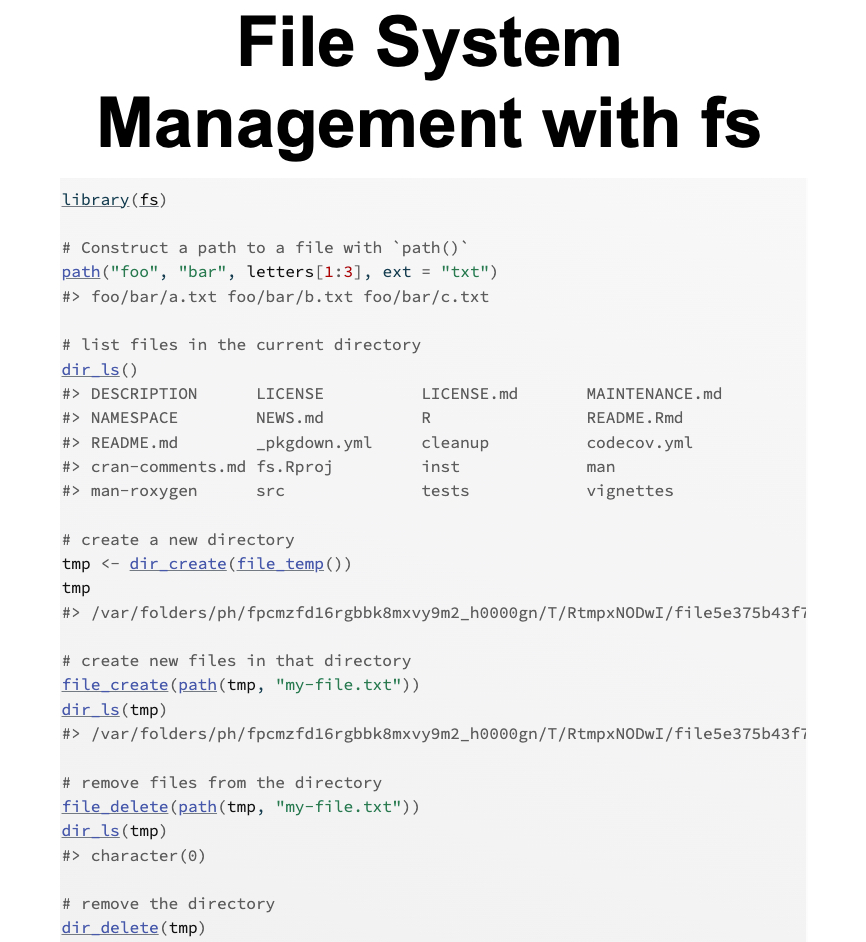 File System
Management with fs
library(fs)
# Construct a path to a file with `path()`
path("foo", "bar", letters[1:3], ext = "txt")
#> foo/bar/a.txt foo/bar/b.txt foo/bar/c.txt
# list files in the current directory
dir_ls()
#> DESCRIPTION      LICENSE          LICENSE.md       MAINTENANCE.md
#> NAMESPACE        NEWS.md          R                README.Rmd
#> README.md        _pkgdown.yml     cleanup          codecov.yml
#> cran-comments.md fs.Rproj         inst             man
#> man-roxygen      src              tests            vignettes
# create a new directory
tmp <- dir_create(file_temp())
tmp
#> /var/folders/ph/fpcmzfd16rgbbk8mxvy9m2_h0000gn/T/RtmpxNODwI/file5e375b43f7
# create new files in that directory
file_create(path(tmp, "my-file.txt"))
dir_ls(tmp)
#> /var/folders/ph/fpcmzfd16rgbbk8mxvy9m2_h0000gn/T/RtmpxNODwI/file5e375b43f7
# remove files from the directory
file_delete(path(tmp, "my-file.txt"))
dir_ls(tmp)
#> character(0)
# remove the directory
dir_delete(tmp)